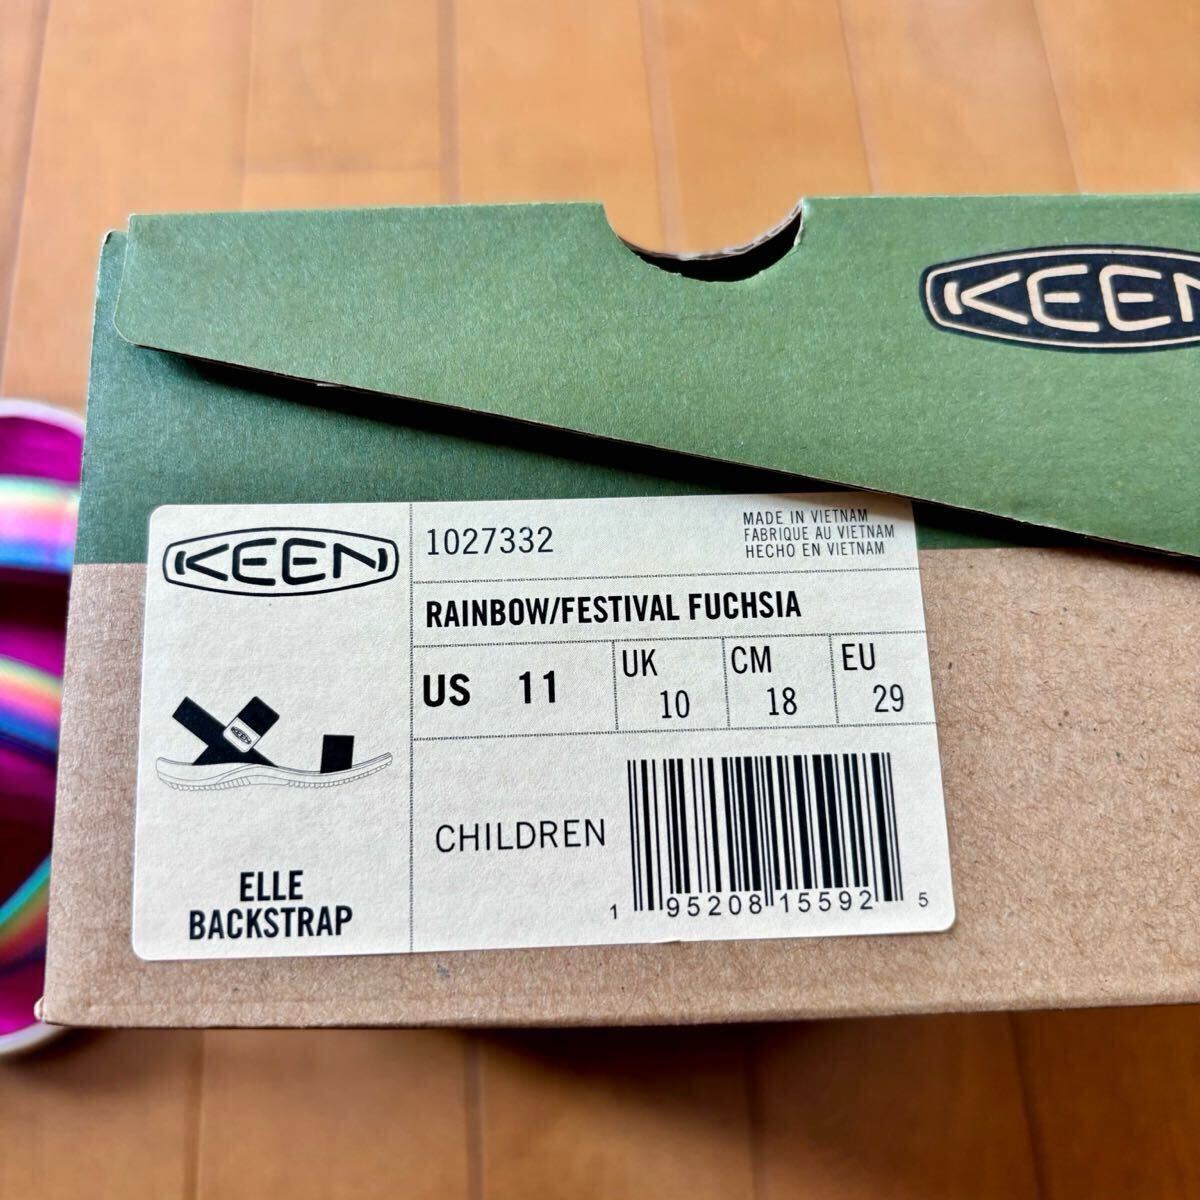 KEEN
KEEN
1027332
MADE IN VIETNAM
FABRIQUE AU VIETNAM
HECHO EN VIETNAM
RAINBOW/FESTIVAL FUCHSIA
US 11
UK 10
CM 18
EU 29
KEEN
CHILDREN
ELLE
BACKSTRAP
1 95208 15592 5